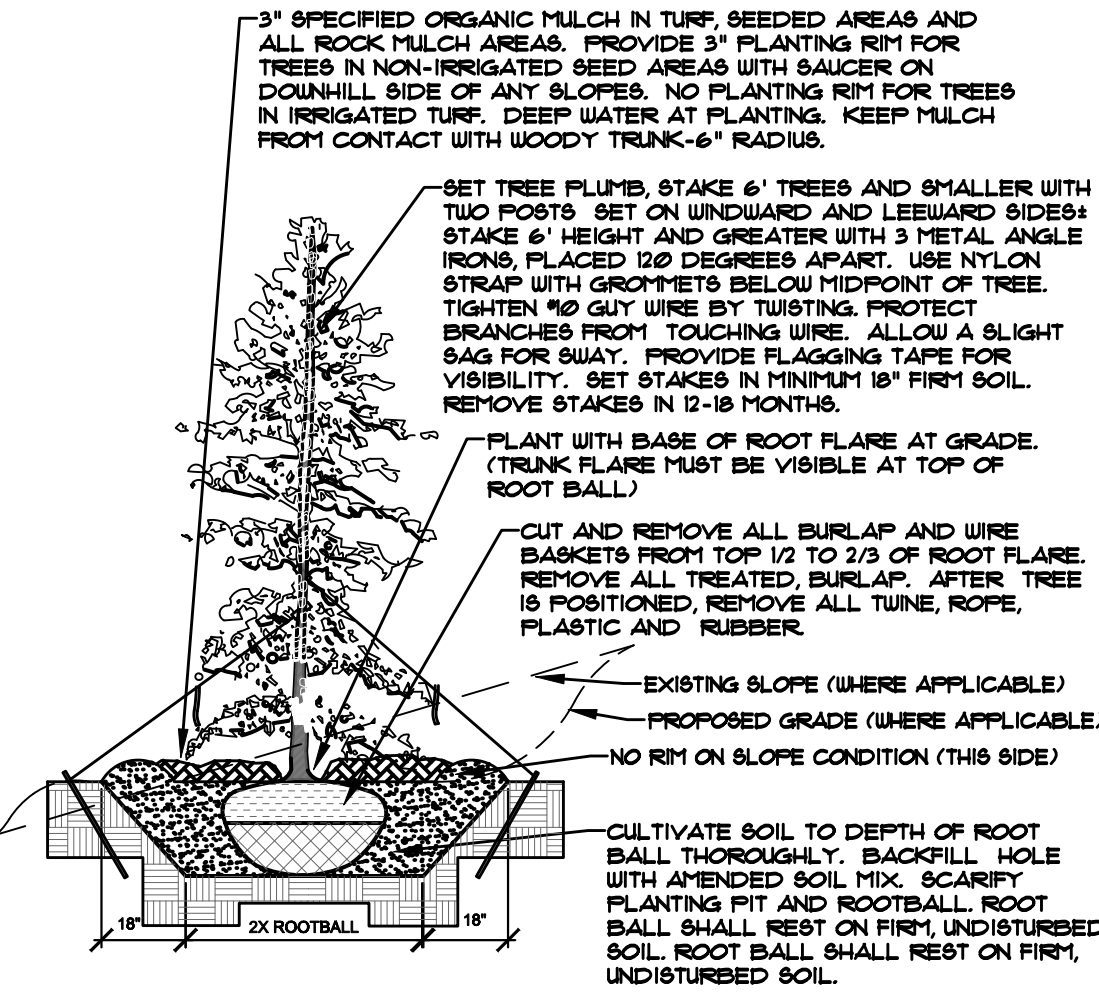 3" SPECIFIED ORGANIC MULCH IN TURF, SEEDED AREAS AND
ALL ROCK MULCH AREAS. PROVIDE 3" PLANTING RIM FOR
TREES IN NON-IRRIGATED SEED AREAS WITH SAUCER ON
DOWNHILL SIDE OF ANY SLOPES. NO PLANTING RIM FOR TREES
IN IRRIGATED TURF. DEEP WATER AT PLANTING. KEEP MULCH
FROM CONTACT WITH WOODY TRUNK-6" RADIUS.
SET TREE PLUMB, STAKE 6' TREES AND SMALLER WITH
TWO POSTS SET ON WINDWARD AND LEEWARD SIDES±
STAKE 6' HEIGHT AND GREATER WITH 3 METAL ANGLE
IRONS, PLACED 120 DEGREES APART. USE NYLON
STRAP WITH GROMMETS BELOW MIDPOINT OF TREE.
TIGHTEN #10 GUY WIRE BY TWISTING. PROTECT
BRANCHES FROM TOUCHING WIRE. ALLOW A SLIGHT
SAG FOR SWAY. PROVIDE FLAGGING TAPE FOR
VISIBILITY. SET STAKES IN MINIMUM 18" FIRM SOIL.
REMOVE STAKES IN 12-18 MONTHS.
PLANT WITH BASE OF ROOT FLARE AT GRADE.
(TRUNK FLARE MUST BE VISIBLE AT TOP OF
ROOT BALL)
CUT AND REMOVE ALL BURLAP AND WIRE
BASKETS FROM TOP 1/2 TO 2/3 OF ROOT FLARE.
REMOVE ALL TREATED, BURLAP. AFTER TREE
IS POSITIONED, REMOVE ALL TWINE, ROPE,
PLASTIC AND RUBBER
EXISTING SLOPE (WHERE APPLICABLE)
PROPOSED GRADE (WHERE APPLICABLE)
NO RIM ON SLOPE CONDITION (THIS SIDE)
CULTIVATE SOIL TO DEPTH OF ROOT
BALL THOROUGHLY. BACKFILL HOLE
WITH AMENDED SOIL MIX. SCARIFY
PLANTING PIT AND ROOTBALL. ROOT
BALL SHALL REST ON FIRM, UNDISTURBED
SOIL. ROOT BALL SHALL REST ON FIRM,
UNDISTURBED SOIL.
18" 2X ROOTBALL 18"